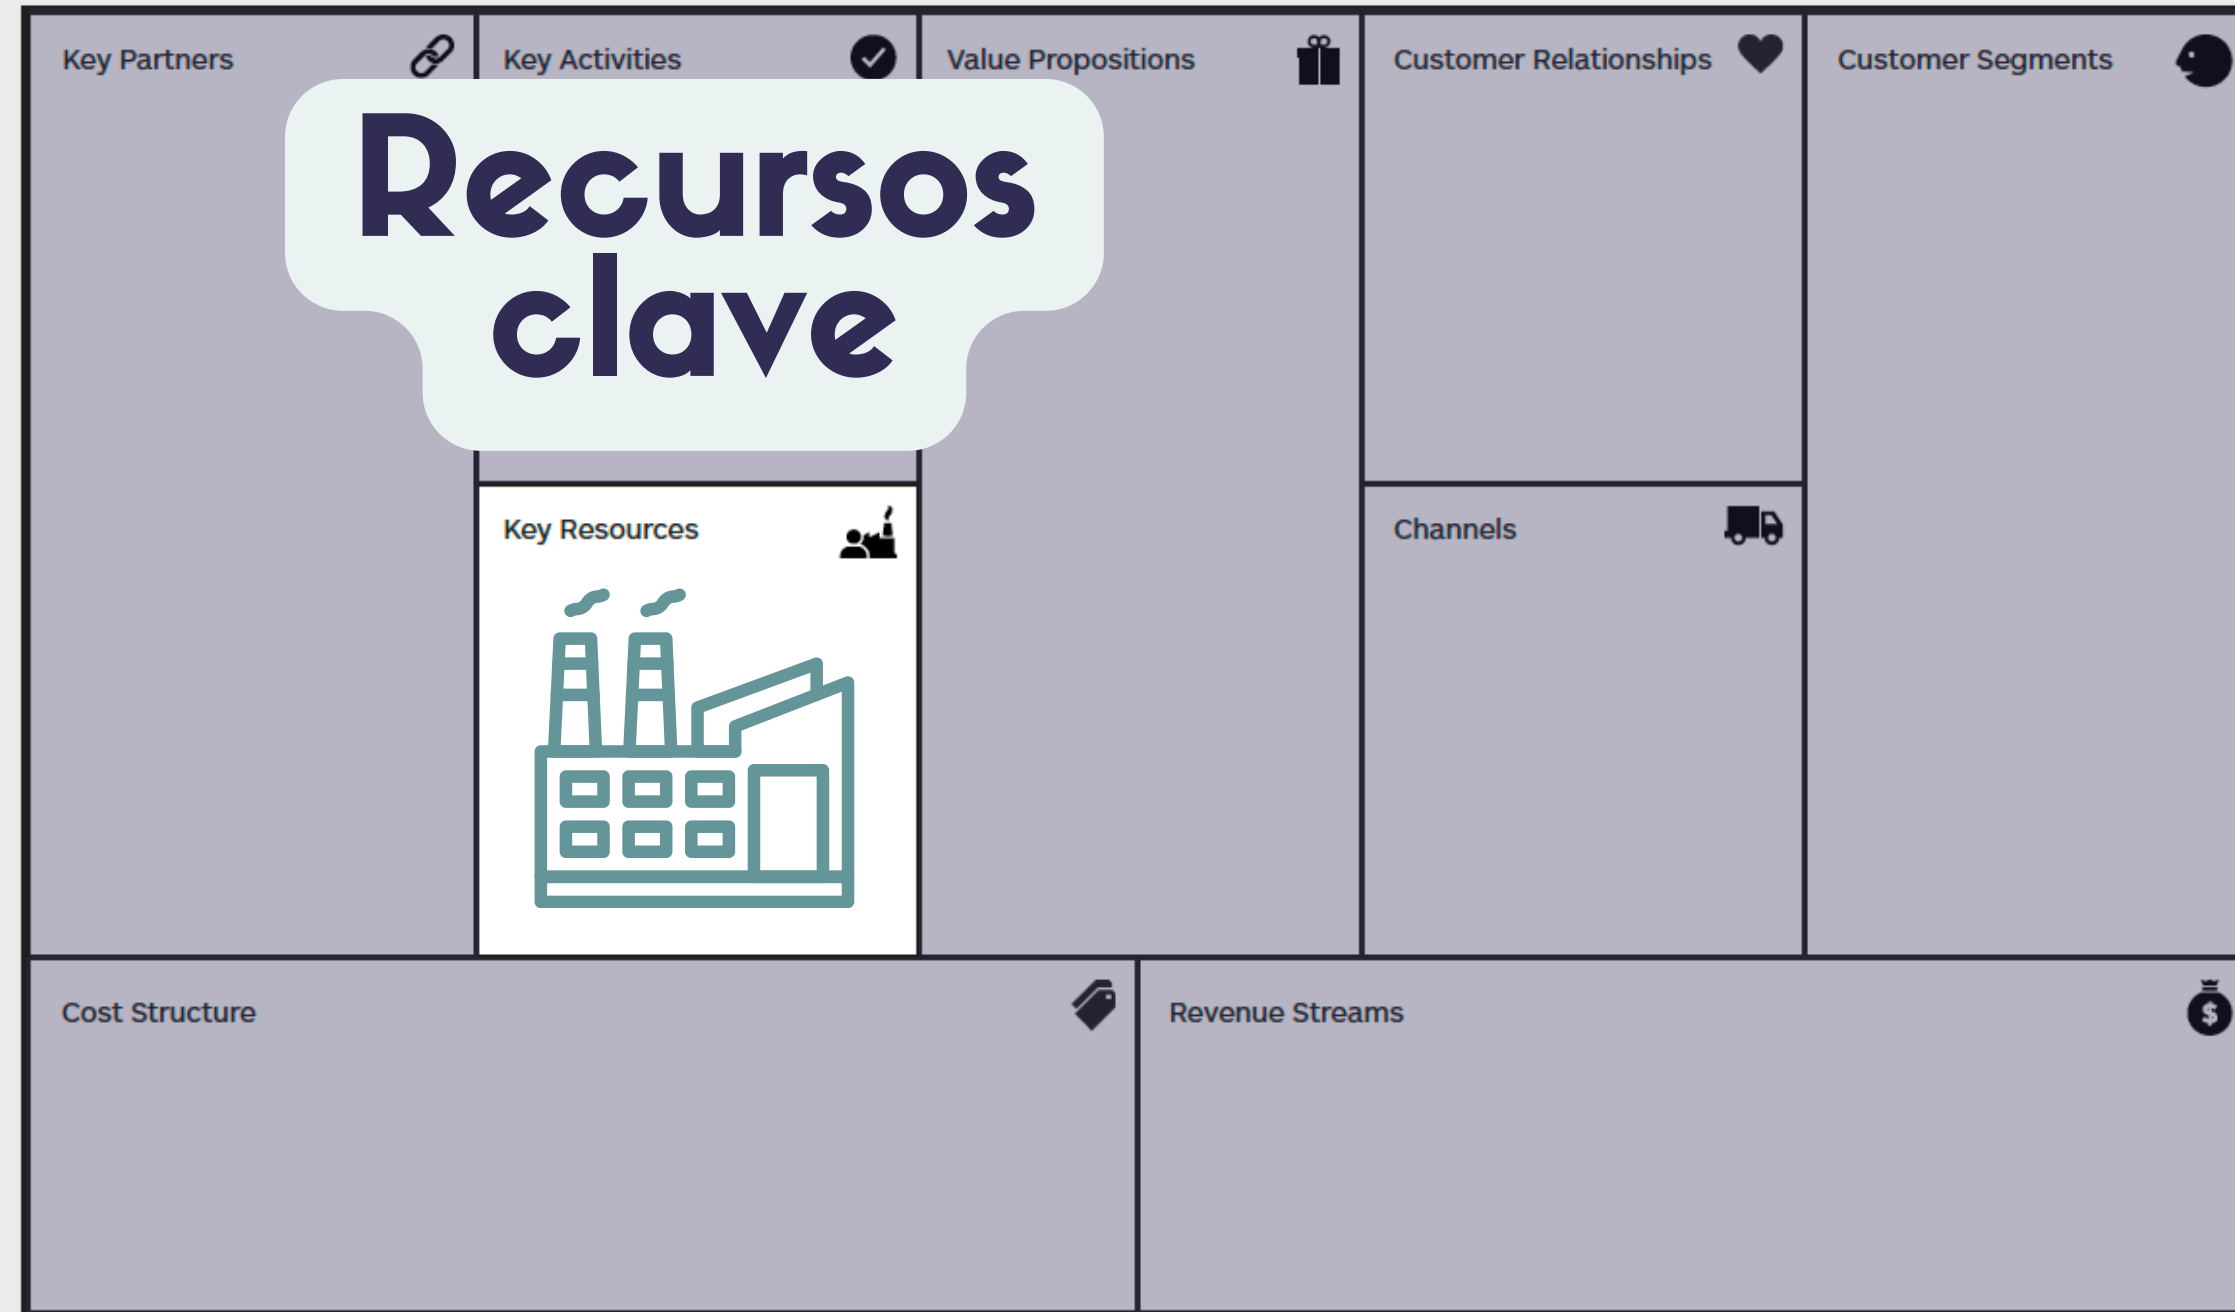 Key Partners
Key Activities
Value Propositions
Customer Relationships
Customer Segments
Recursos
clave
Key Resources
Channels
Cost Structure
Revenue Streams
$